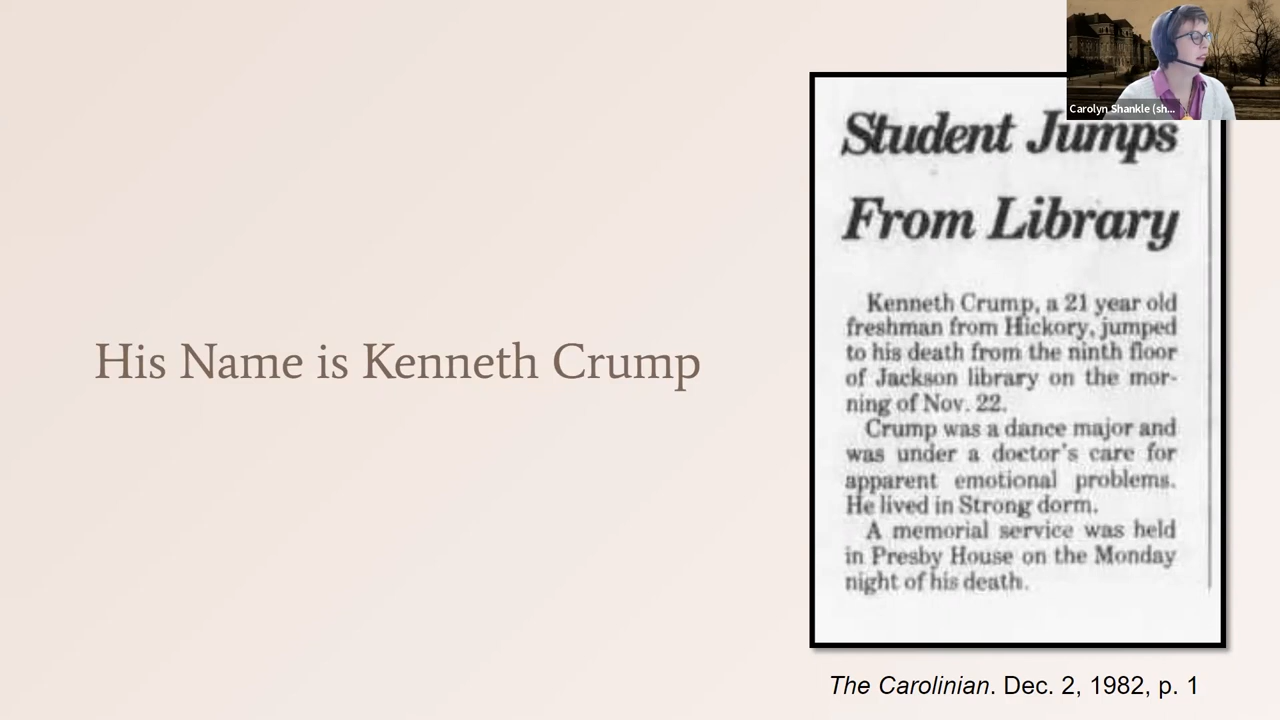 His Name is Kenneth Crump
Carolyn Shankle (sh...
Student Jumps
From Library
Kenneth Crump, a 21 year old
freshman from Hickory, jumped
to his death from the ninth floor
of Jackson library on the mor-
ning of Nov. 22.
Crump was a dance major and
was under a doctor's care for
apparent emotional problems.
He lived in Strong dorm.
A memorial service was held
in Presby House on the Monday
night of his death.
The Carolinian. Dec. 2, 1982, p. 1